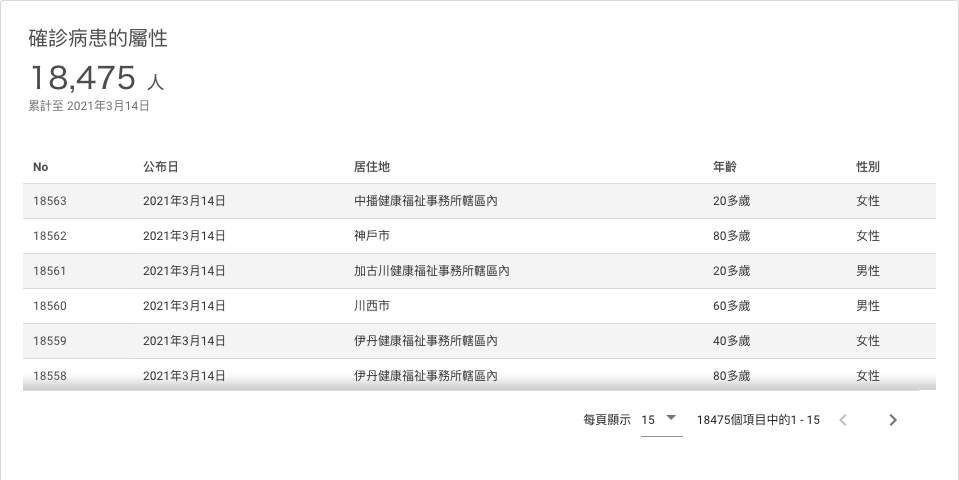 確診病患的屬性
18,475 人
累計至 2021年3月14日
No 公布日 居住地 年齡 性別
18563 2021年3月14日 中播健康福祉事務所轄區內 20多歲 女性
18562 2021年3月14日 神戶市 80多歲 女性
18561 2021年3月14日 加古川健康福祉事務所轄區內 20多歲 男性
18560 2021年3月14日 川西市 60多歲 男性
18559 2021年3月14日 伊丹健康福祉事務所轄區內 40多歲 女性
18558 2021年3月14日 伊丹健康福祉事務所轄區內 80多歲 女性
每頁顯示 15 18475個項目中的1 - 15